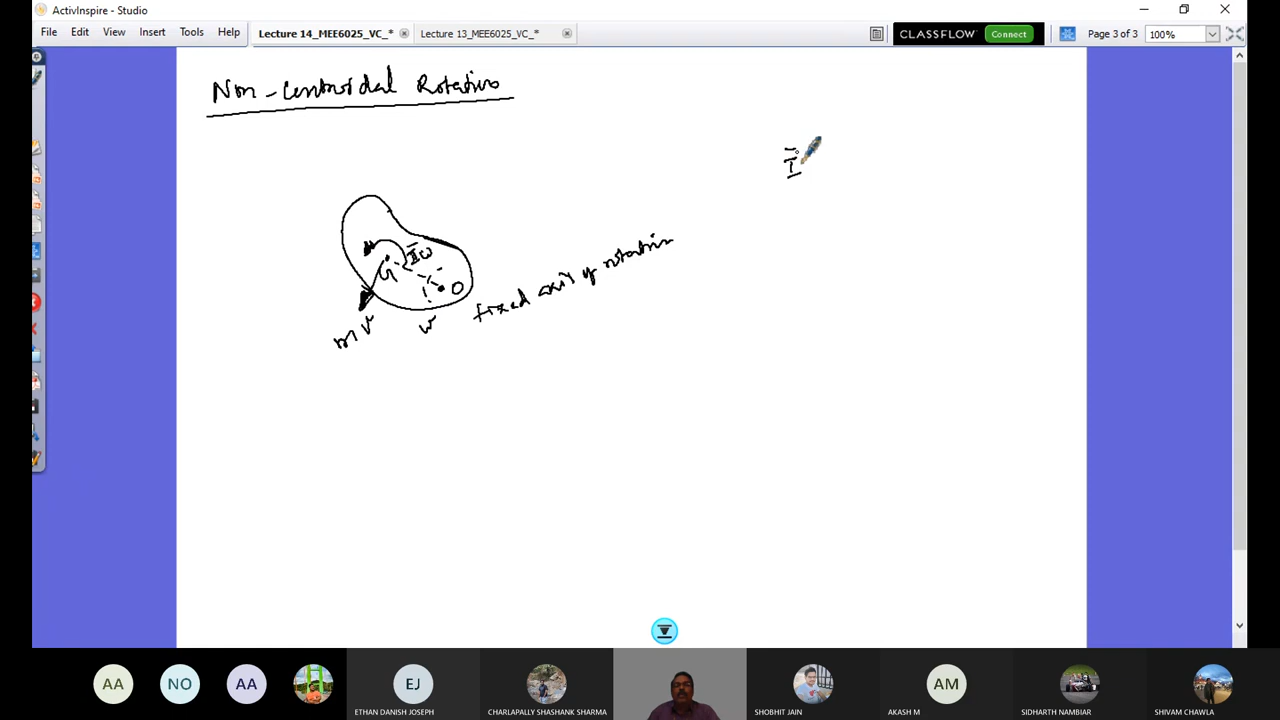 ActivInspire - Studio
File Edit View Insert Tools Help
Lecture 14_MEE6025_VC_* Lecture 13_MEE6025_VC_*
CLASSFLOW Connect
Page 3 of 3 100%
Non-Centroidal Rotation
Ī
G Īω
O
mv̄ ω
fixed axis of rotation
AA NO AA EJ AM
ETHAN DANISH JOSEPH CHARLAPALLY SHASHANK SHARMA SHOBHIT JAIN AKASH M SIDHARTH NAMBIAR SHIVAM CHAWLA